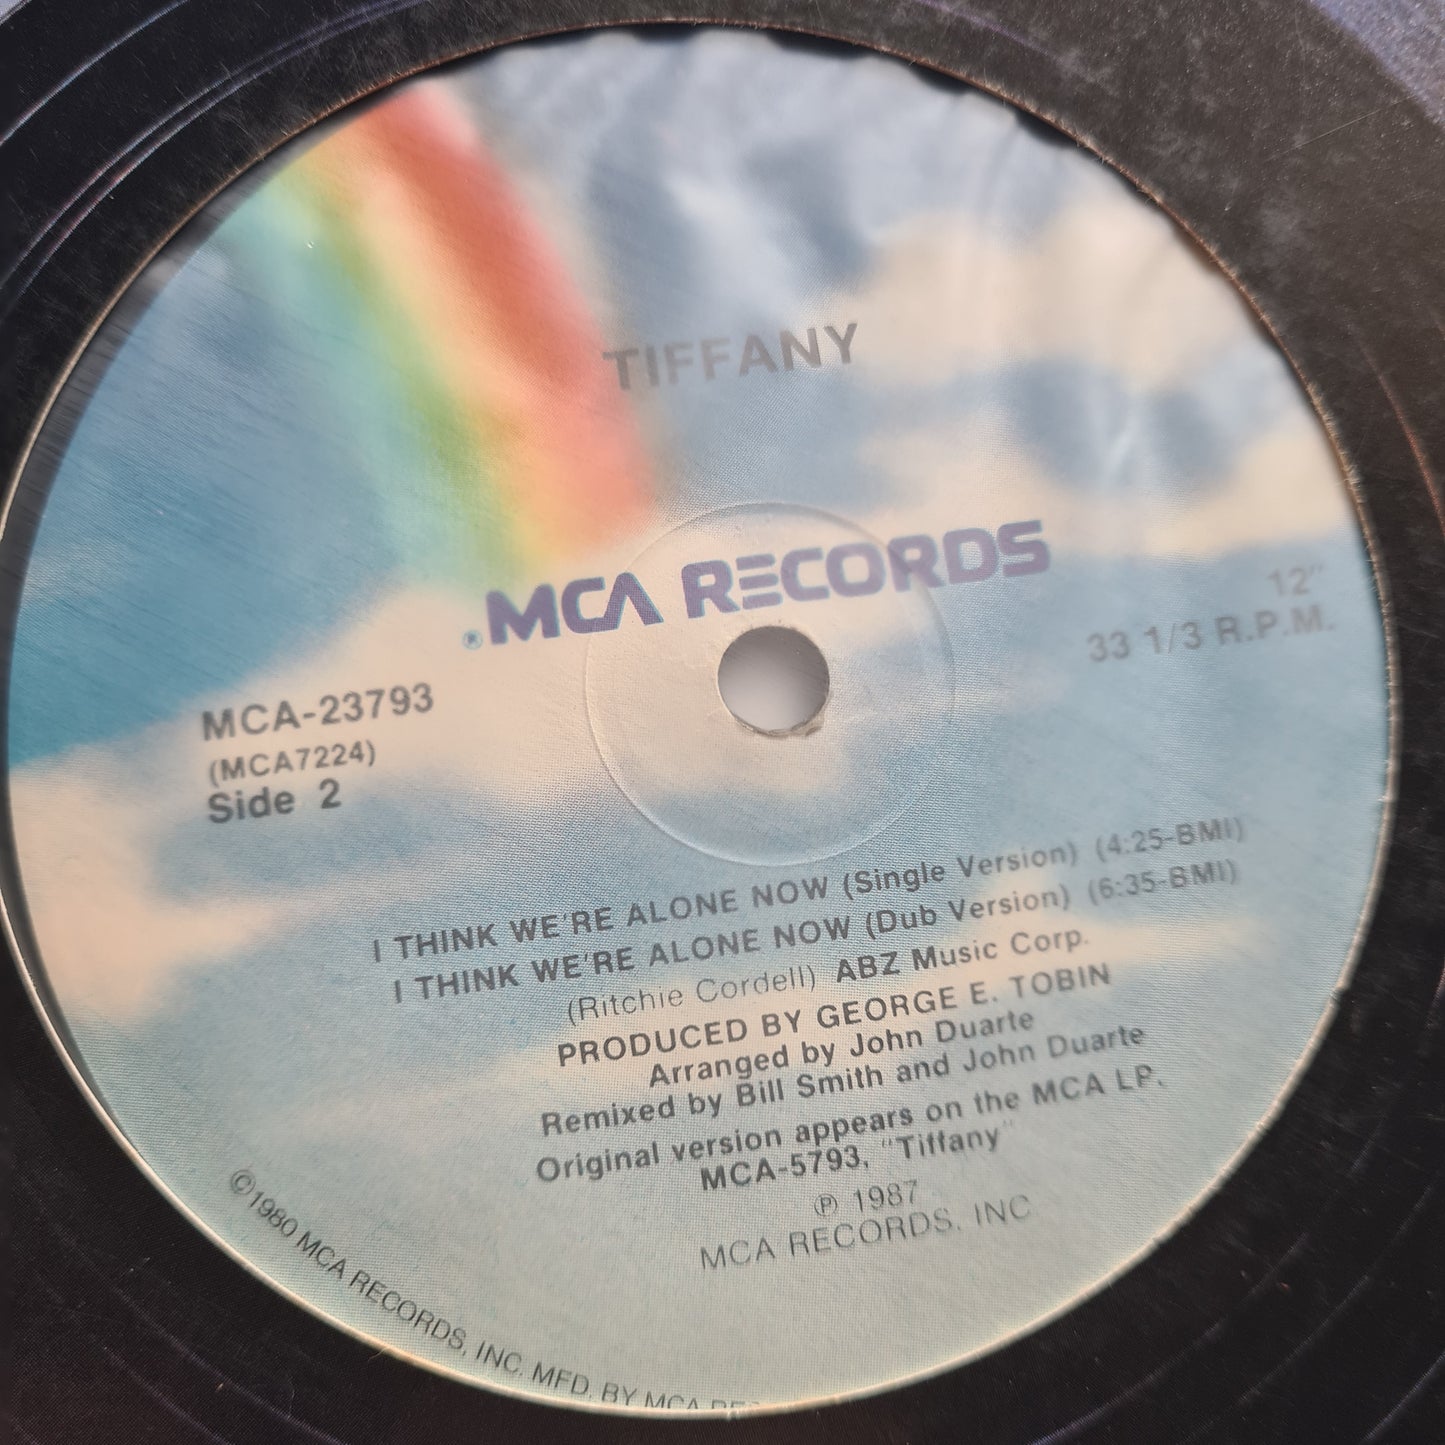 TIFFANY
®MCA RECORDS
12"
33 1/3 R.P.M.
MCA-23793
(MCA7224)
Side 2
I THINK WE'RE ALONE NOW (Single Version) (4:25-BMI)
I THINK WE'RE ALONE NOW (Dub Version) (6:35-BMI)
(Ritchie Cordell) ABZ Music Corp.
PRODUCED BY GEORGE E. TOBIN
Arranged by John Duarte
Remixed by Bill Smith and John Duarte
Original version appears on the MCA LP.
MCA-5793, "Tiffany"
℗ 1987
MCA RECORDS, INC
©1980 MCA RECORDS, INC. MFD. BY MCA